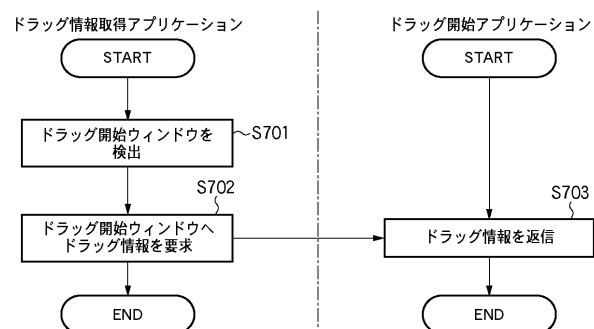 ドラッグ情報取得アプリケーション
START
ドラッグ開始ウィンドウを
検出
S701
S702
ドラッグ開始ウィンドウへ
ドラッグ情報を要求
END
ドラッグ開始アプリケーション
START
S703
ドラッグ情報を返信
END